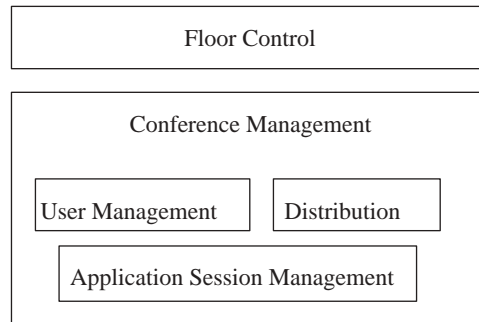 Floor Control
Conference Management
User Management
Distribution
Application Session Management